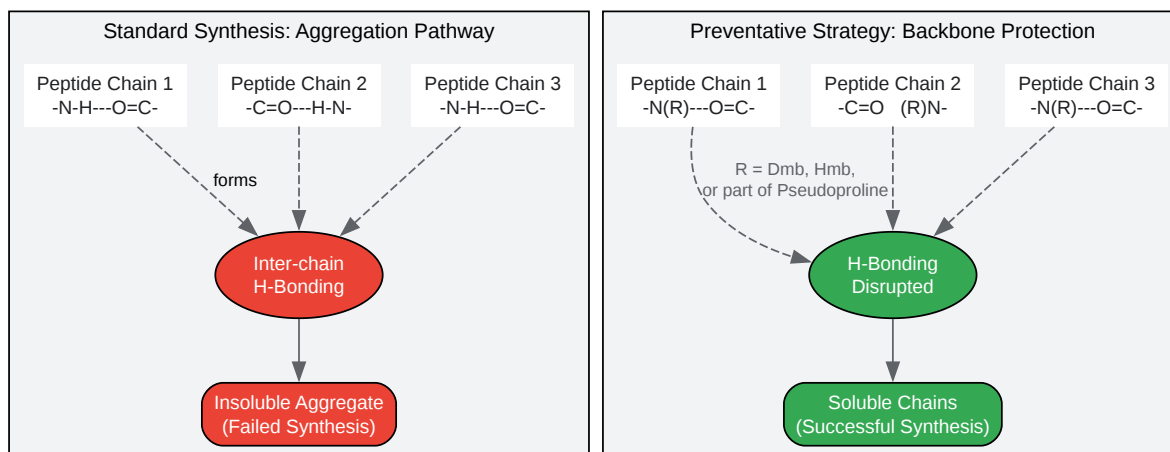 Standard Synthesis: Aggregation Pathway
Peptide Chain 1
-N-H---O=C-
Peptide Chain 2
-C=O---H-N-
Peptide Chain 3
-N-H---O=C-
forms
Inter-chain
H-Bonding
Insoluble Aggregate
(Failed Synthesis)
Preventative Strategy: Backbone Protection
Peptide Chain 1
-N(R)---O=C-
Peptide Chain 2
-C=O   (R)N-
Peptide Chain 3
-N(R)---O=C-
R = Dmb, Hmb,
or part of Pseudoproline
H-Bonding
Disrupted
Soluble Chains
(Successful Synthesis)